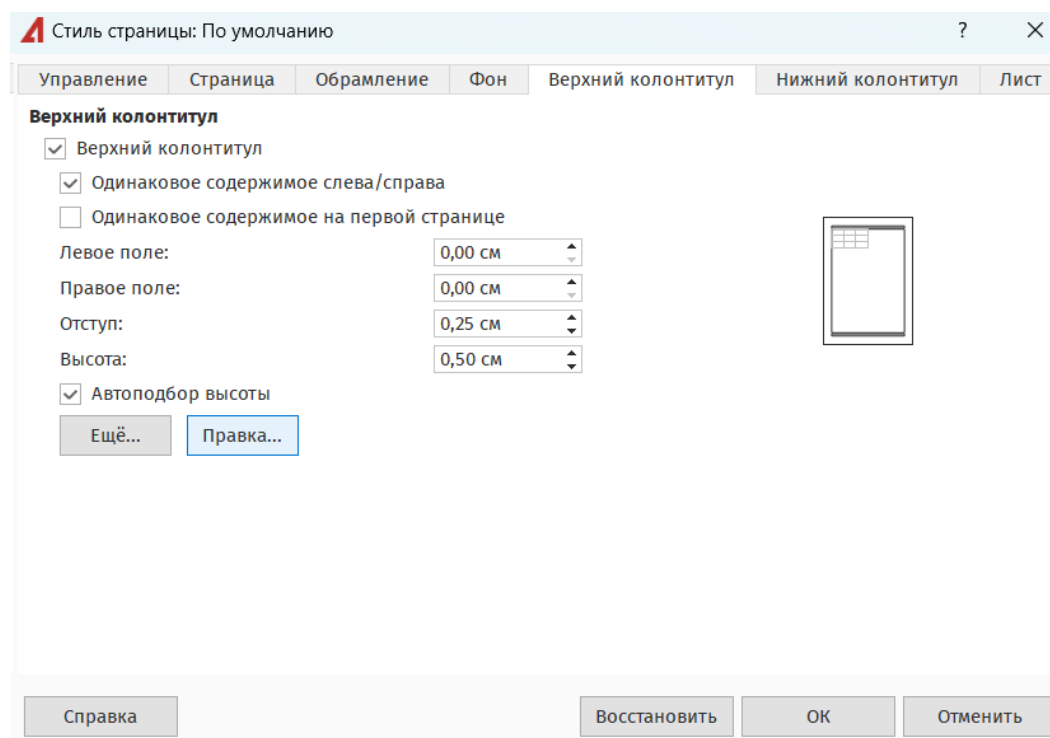 Стиль страницы: По умолчанию ?
Управление Страница Обрамление Фон Верхний колонтитул Нижний колонтитул Лист
Верхний колонтитул
Верхний колонтитул
Одинаковое содержимое слева/справа
Одинаковое содержимое на первой странице
Левое поле: 0,00 см
Правое поле: 0,00 см
Отступ: 0,25 см
Высота: 0,50 см
Автоподбор высоты
Ещё... Правка...
Справка Восстановить ОК Отменить